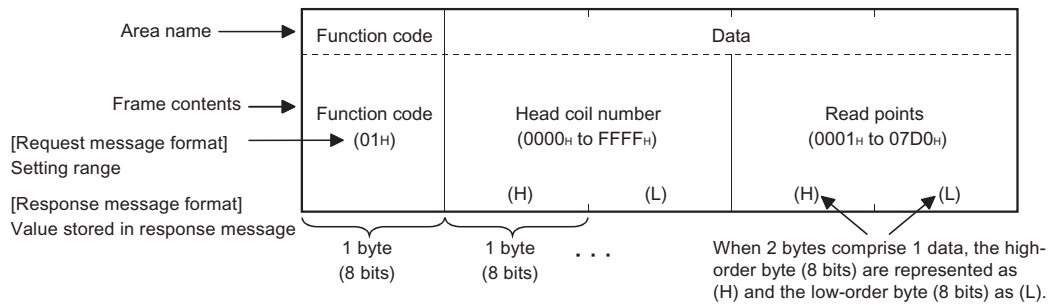 Area name
Function code
Data
Frame contents
Function code
(01H)
Head coil number
(0000H to FFFFH)
Read points
(0001H to 07D0H)
[Request message format]
Setting range
[Response message format]
Value stored in response message
(H)
(L)
(H)
(L)
1 byte
(8 bits)
1 byte
(8 bits)
. . .
When 2 bytes comprise 1 data, the high-
order byte (8 bits) are represented as
(H) and the low-order byte (8 bits) as (L).